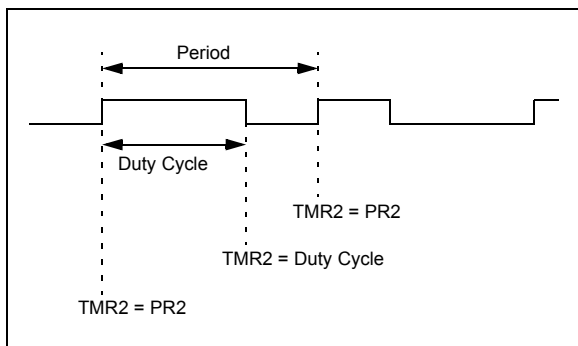 Period
Duty Cycle
TMR2 = PR2
TMR2 = Duty Cycle
TMR2 = PR2